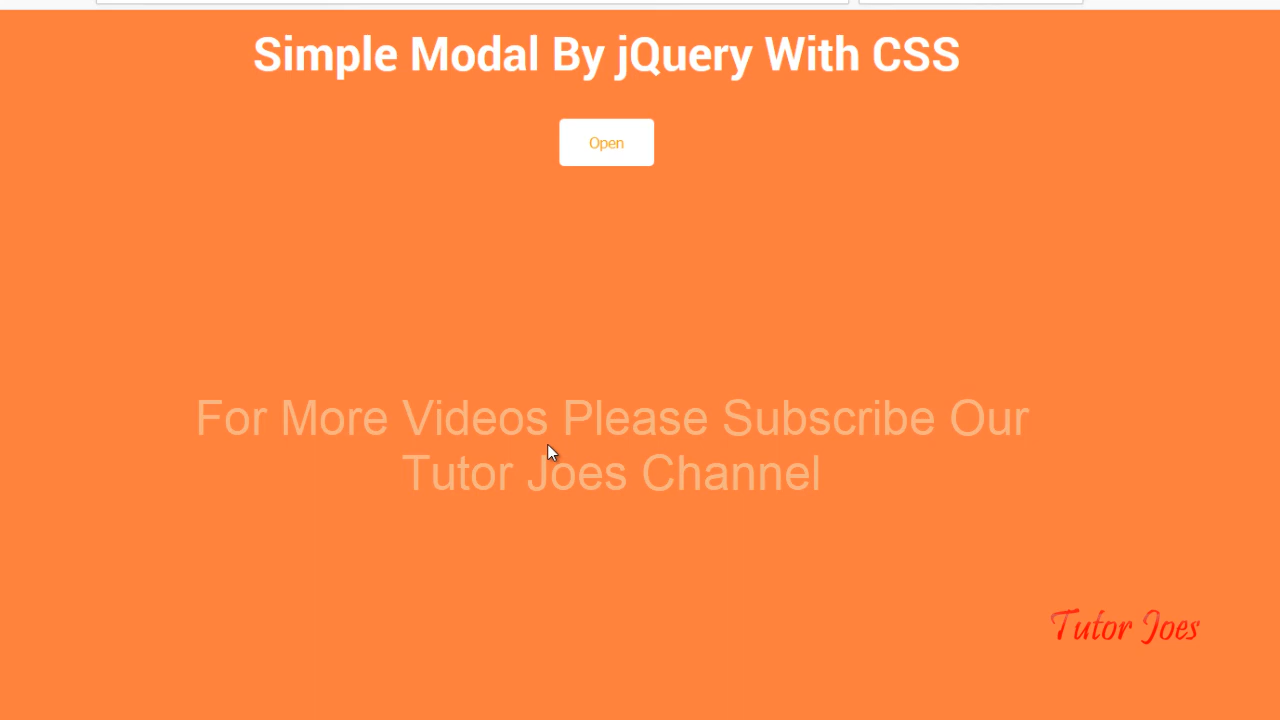 Simple Modal By jQuery With CSS
Open
For More Videos Please Subscribe Our
Tutor Joes Channel
Tutor Joes